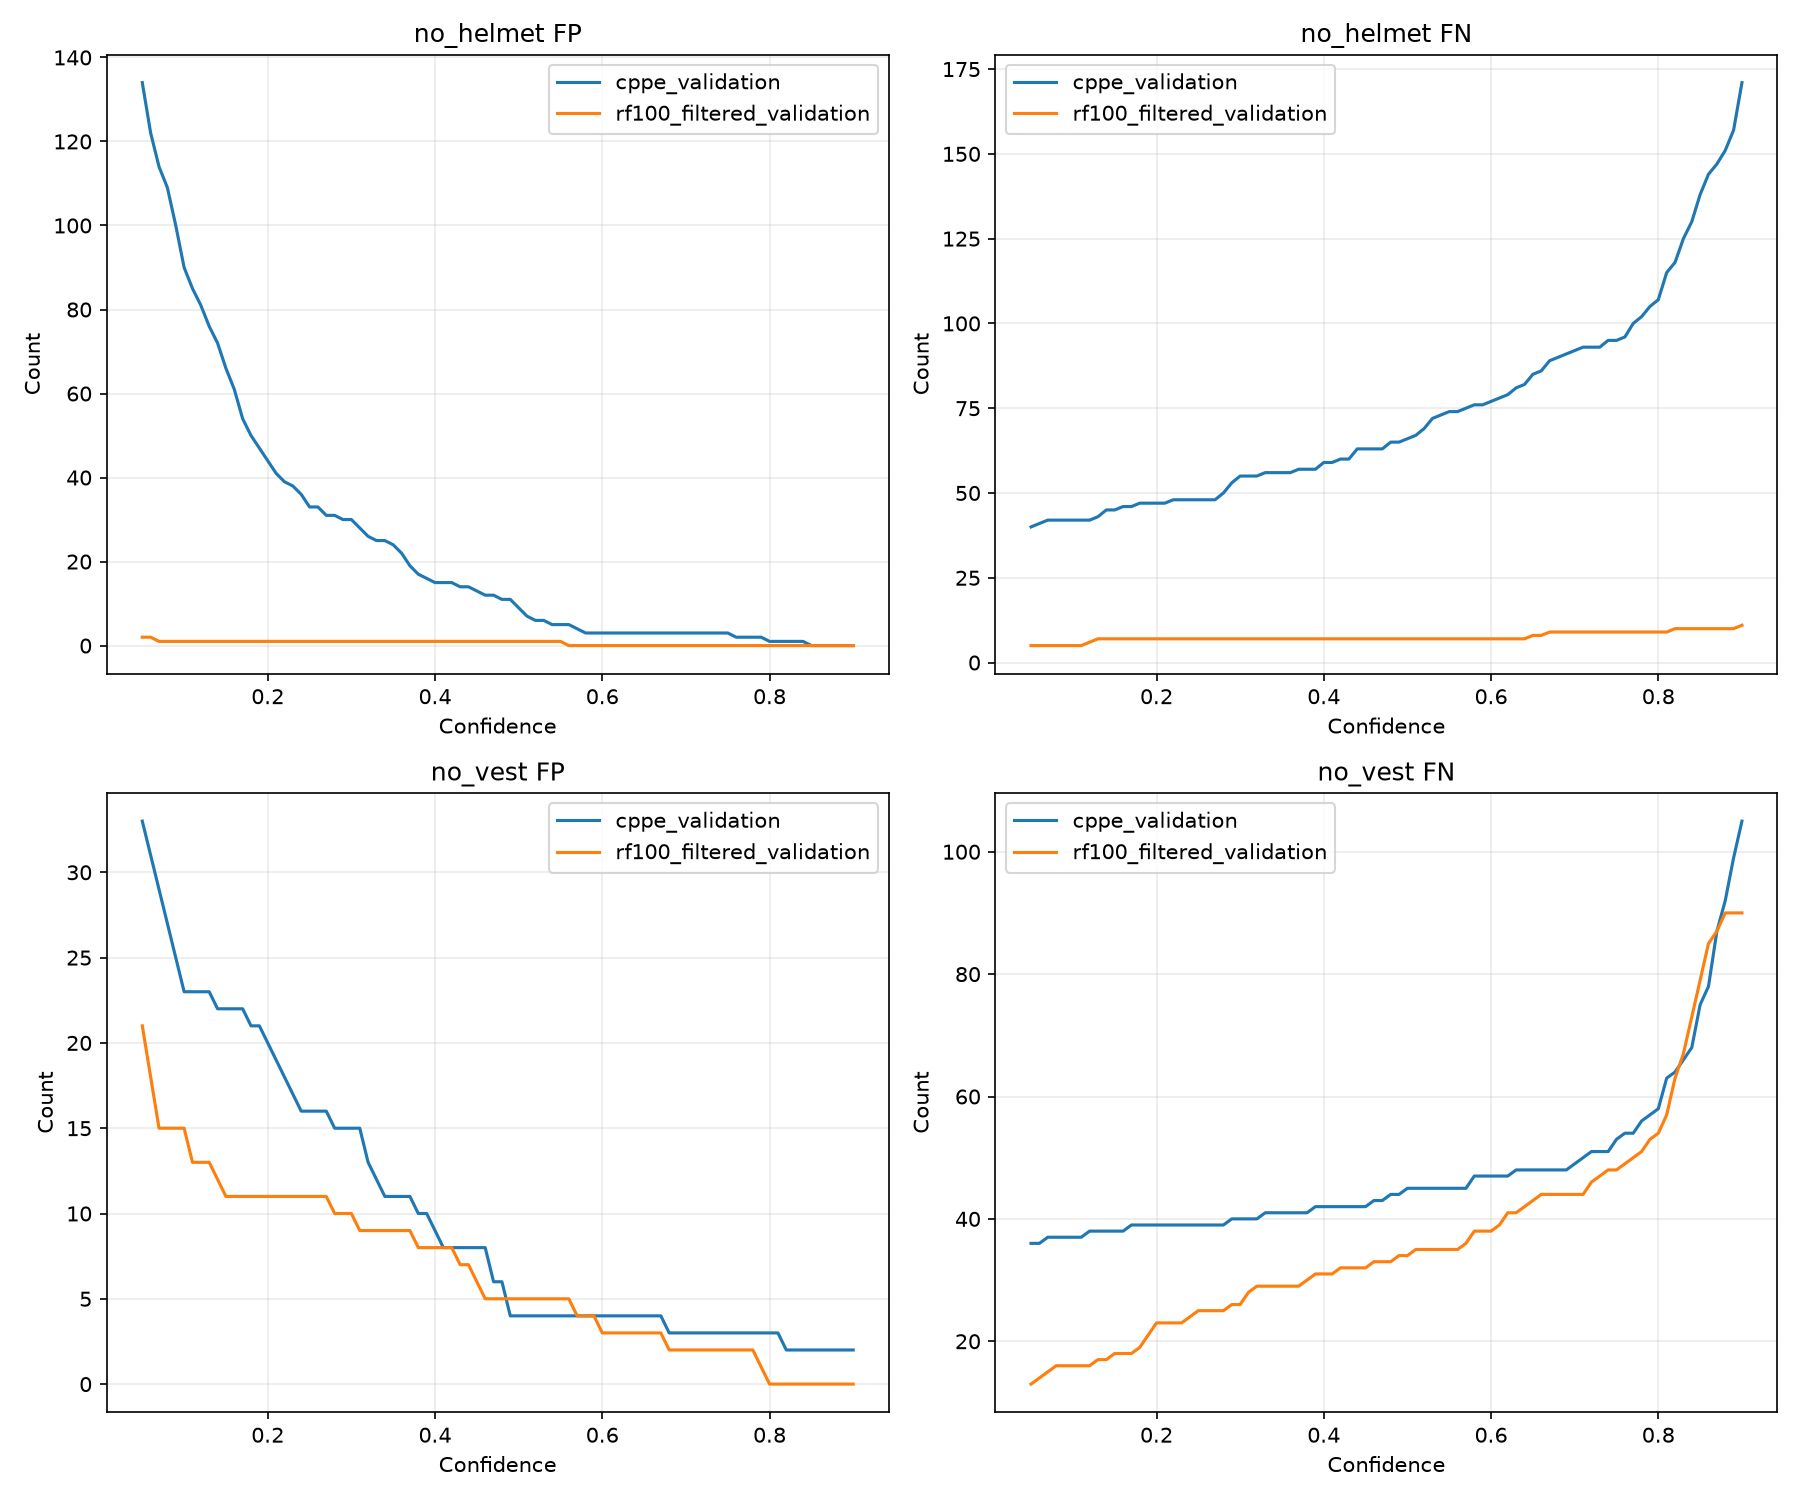 no_helmet FP
140
120
100
80
60
40
20
0
Count
0.2 0.4 0.6 0.8
Confidence
cppe_validation
rf100_filtered_validation
no_helmet FN
175
150
125
100
75
50
25
0
Count
0.2 0.4 0.6 0.8
Confidence
cppe_validation
rf100_filtered_validation
no_vest FP
30
25
20
15
10
5
0
Count
0.2 0.4 0.6 0.8
Confidence
cppe_validation
rf100_filtered_validation
no_vest FN
100
80
60
40
20
Count
0.2 0.4 0.6 0.8
Confidence
cppe_validation
rf100_filtered_validation